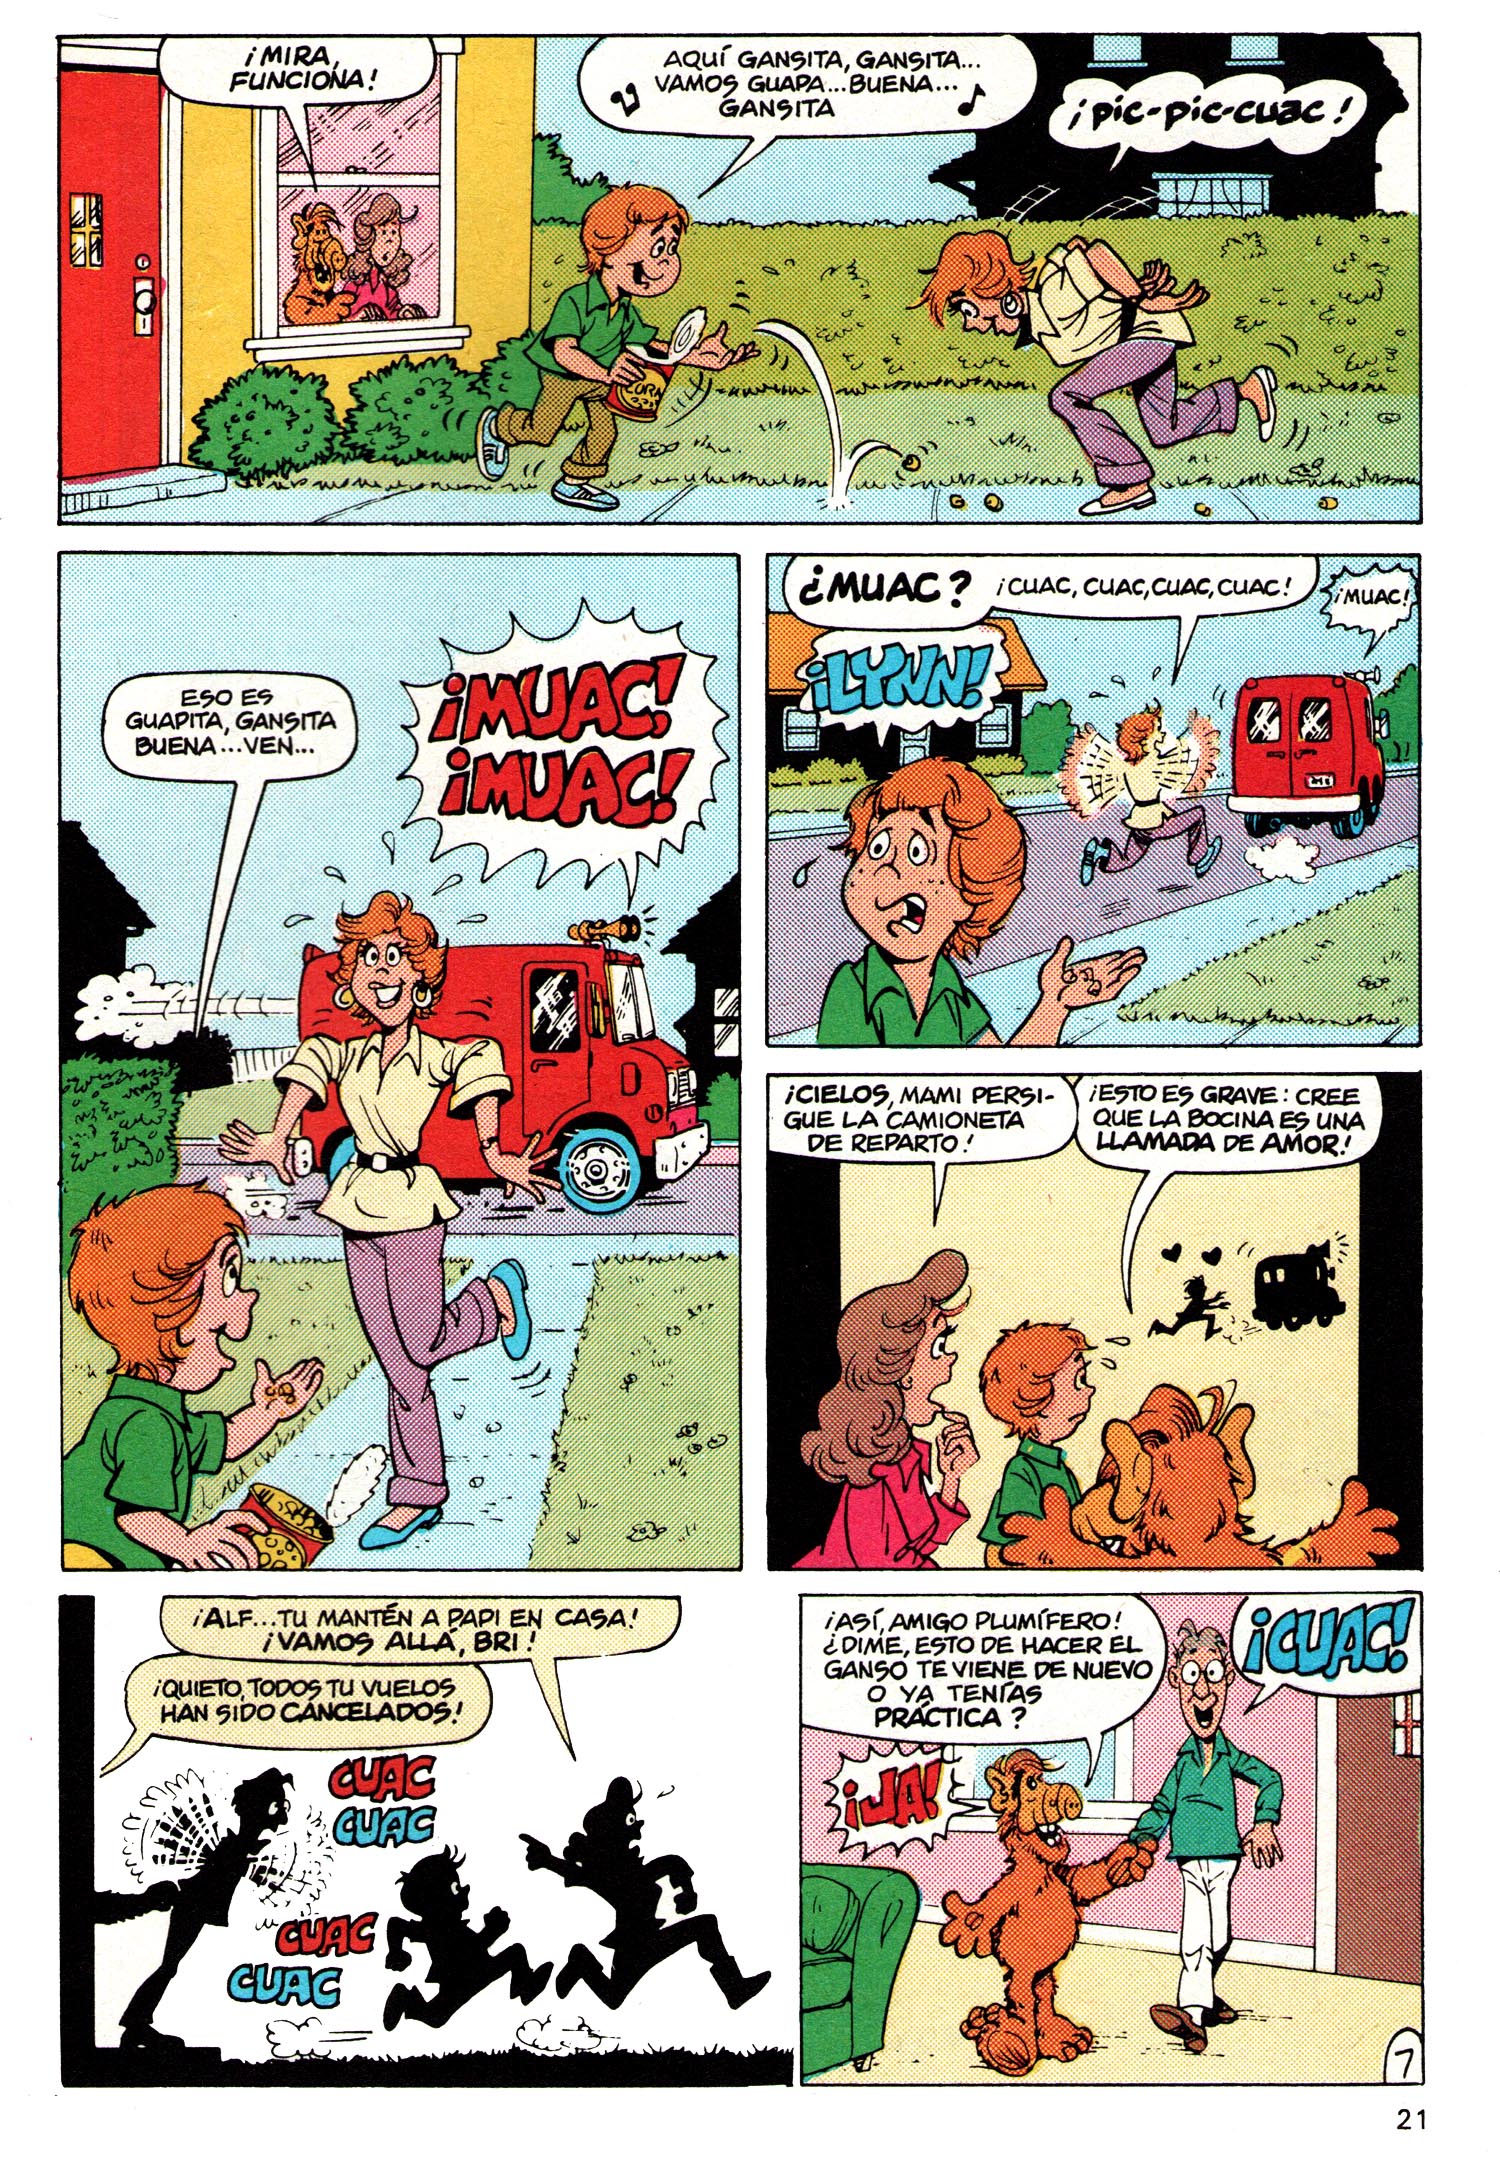 ¡MIRA,
FUNCIONA!
AQUÍ GANSITA, GANSITA...
VAMOS GUAPA...BUENA...
GANSITA
¡PIC-PIC-CUAC!
CORN
ESO ES
GUAPITA, GANSITA
BUENA...VEN...
¡MUAC!
¡MUAC!
¿MUAC? ¡CUAC, CUAC, CUAC, CUAC!
¡MUAC!
¡LYNN!
¡CIELOS, MAMI PERSI-
GUE LA CAMIONETA
DE REPARTO!
¡ESTO ES GRAVE: CREE
QUE LA BOCINA ES UNA
LLAMADA DE AMOR!
¡ALF...TU MANTÉN A PAPI EN CASA!
¡VAMOS ALLÁ, BRI!
¡QUIETO, TODOS TU VUELOS
HAN SIDO CANCELADOS!
CUAC
CUAC
CUAC
CUAC
¡ASÍ, AMIGO PLUMÍFERO!
¿DIME, ESTO DE HACER EL
GANSO TE VIENE DE NUEVO
O YA TENÍAS
PRÁCTICA?
¡CUAC!
¡JA!
7
21